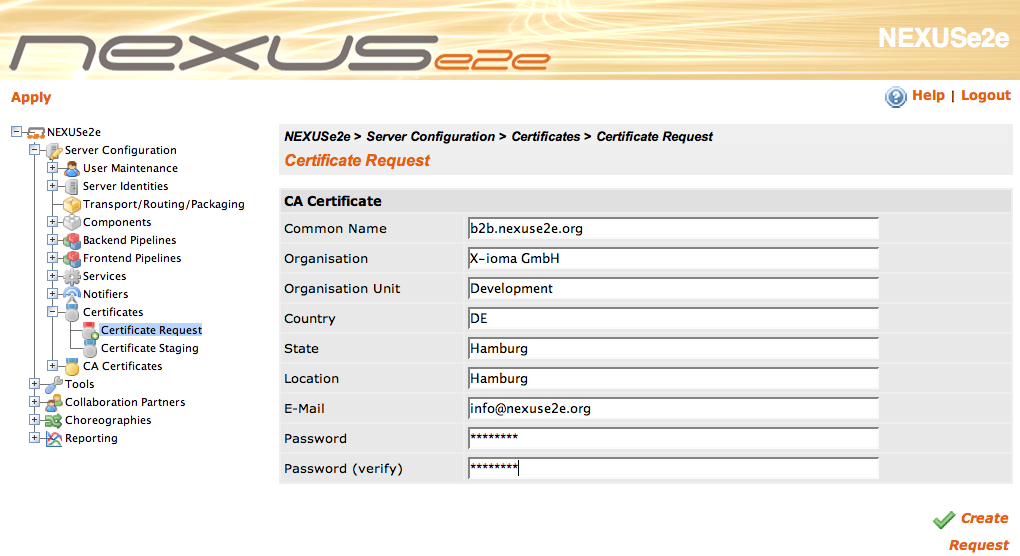 nexus e2e
NEXUSe2e
Apply
Help | Logout
NEXUSe2e
Server Configuration
User Maintenance
Server Identities
Transport/Routing/Packaging
Components
Backend Pipelines
Frontend Pipelines
Services
Notifiers
Certificates
Certificate Request
Certificate Staging
CA Certificates
Tools
Collaboration Partners
Choreographies
Reporting
NEXUSe2e > Server Configuration > Certificates > Certificate Request
Certificate Request
CA Certificate
Common Name b2b.nexuse2e.org
Organisation X-ioma GmbH
Organisation Unit Development
Country DE
State Hamburg
Location Hamburg
E-Mail info@nexuse2e.org
Password ********
Password (verify) ********
Create
Request